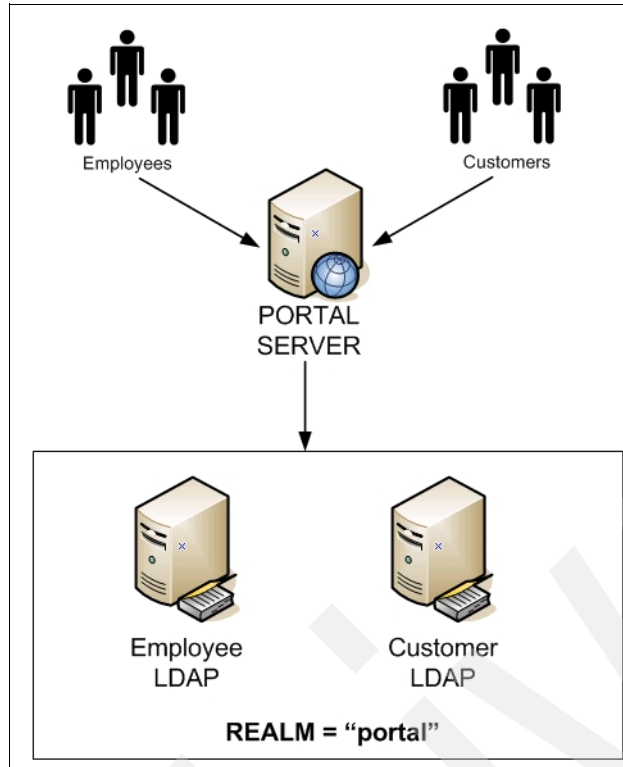 Employees
Customers
PORTAL
SERVER
Employee
LDAP
Customer
LDAP
REALM = “portal”